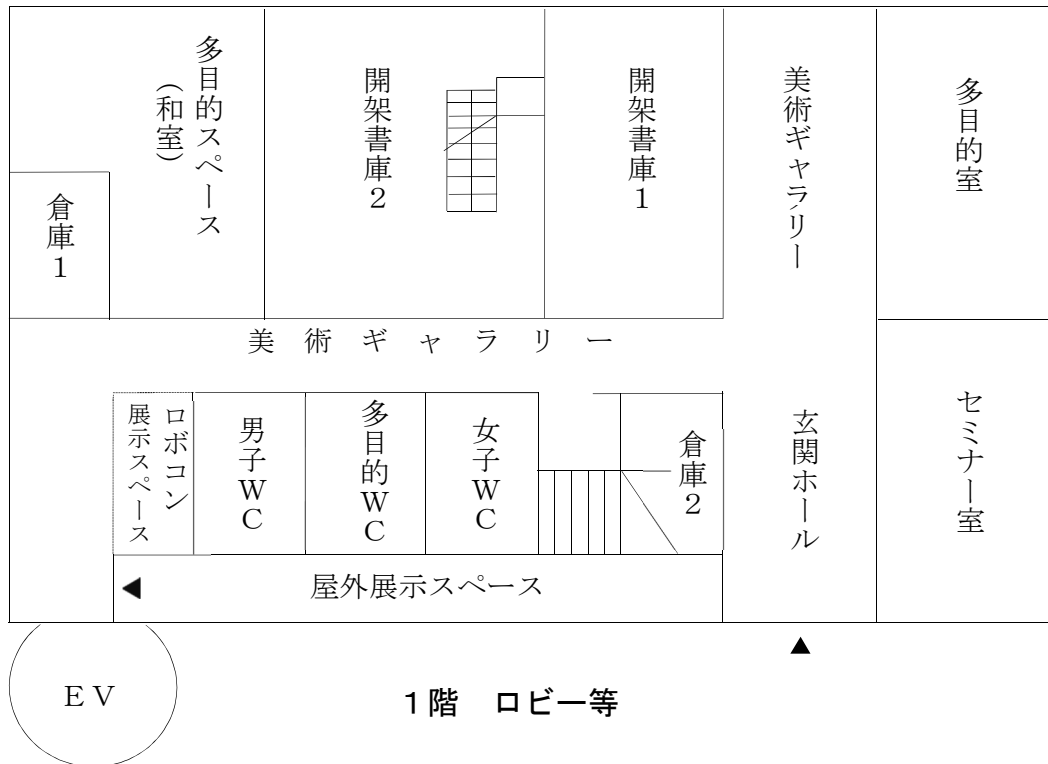 多目的スペース
(和室)
開架書庫2
開架書庫1
美術ギャラリー
多目的室
倉庫1
美術ギャラリー
ロボコン
展示スペース
男子WC
多目的WC
女子WC
倉庫2
玄関ホール
セミナー室
屋外展示スペース
EV
1階 ロビー等